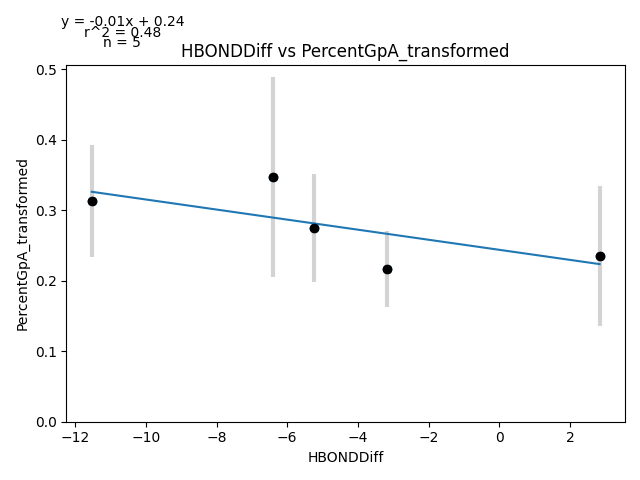 y = -0.01x + 0.24
r^2 = 0.48
n = 5
HBONDDiff vs PercentGpA_transformed
PercentGpA_transformed
0.5
0.4
0.3
0.2
0.1
0.0
−12 −10 −8 −6 −4 −2 0 2
HBONDDiff